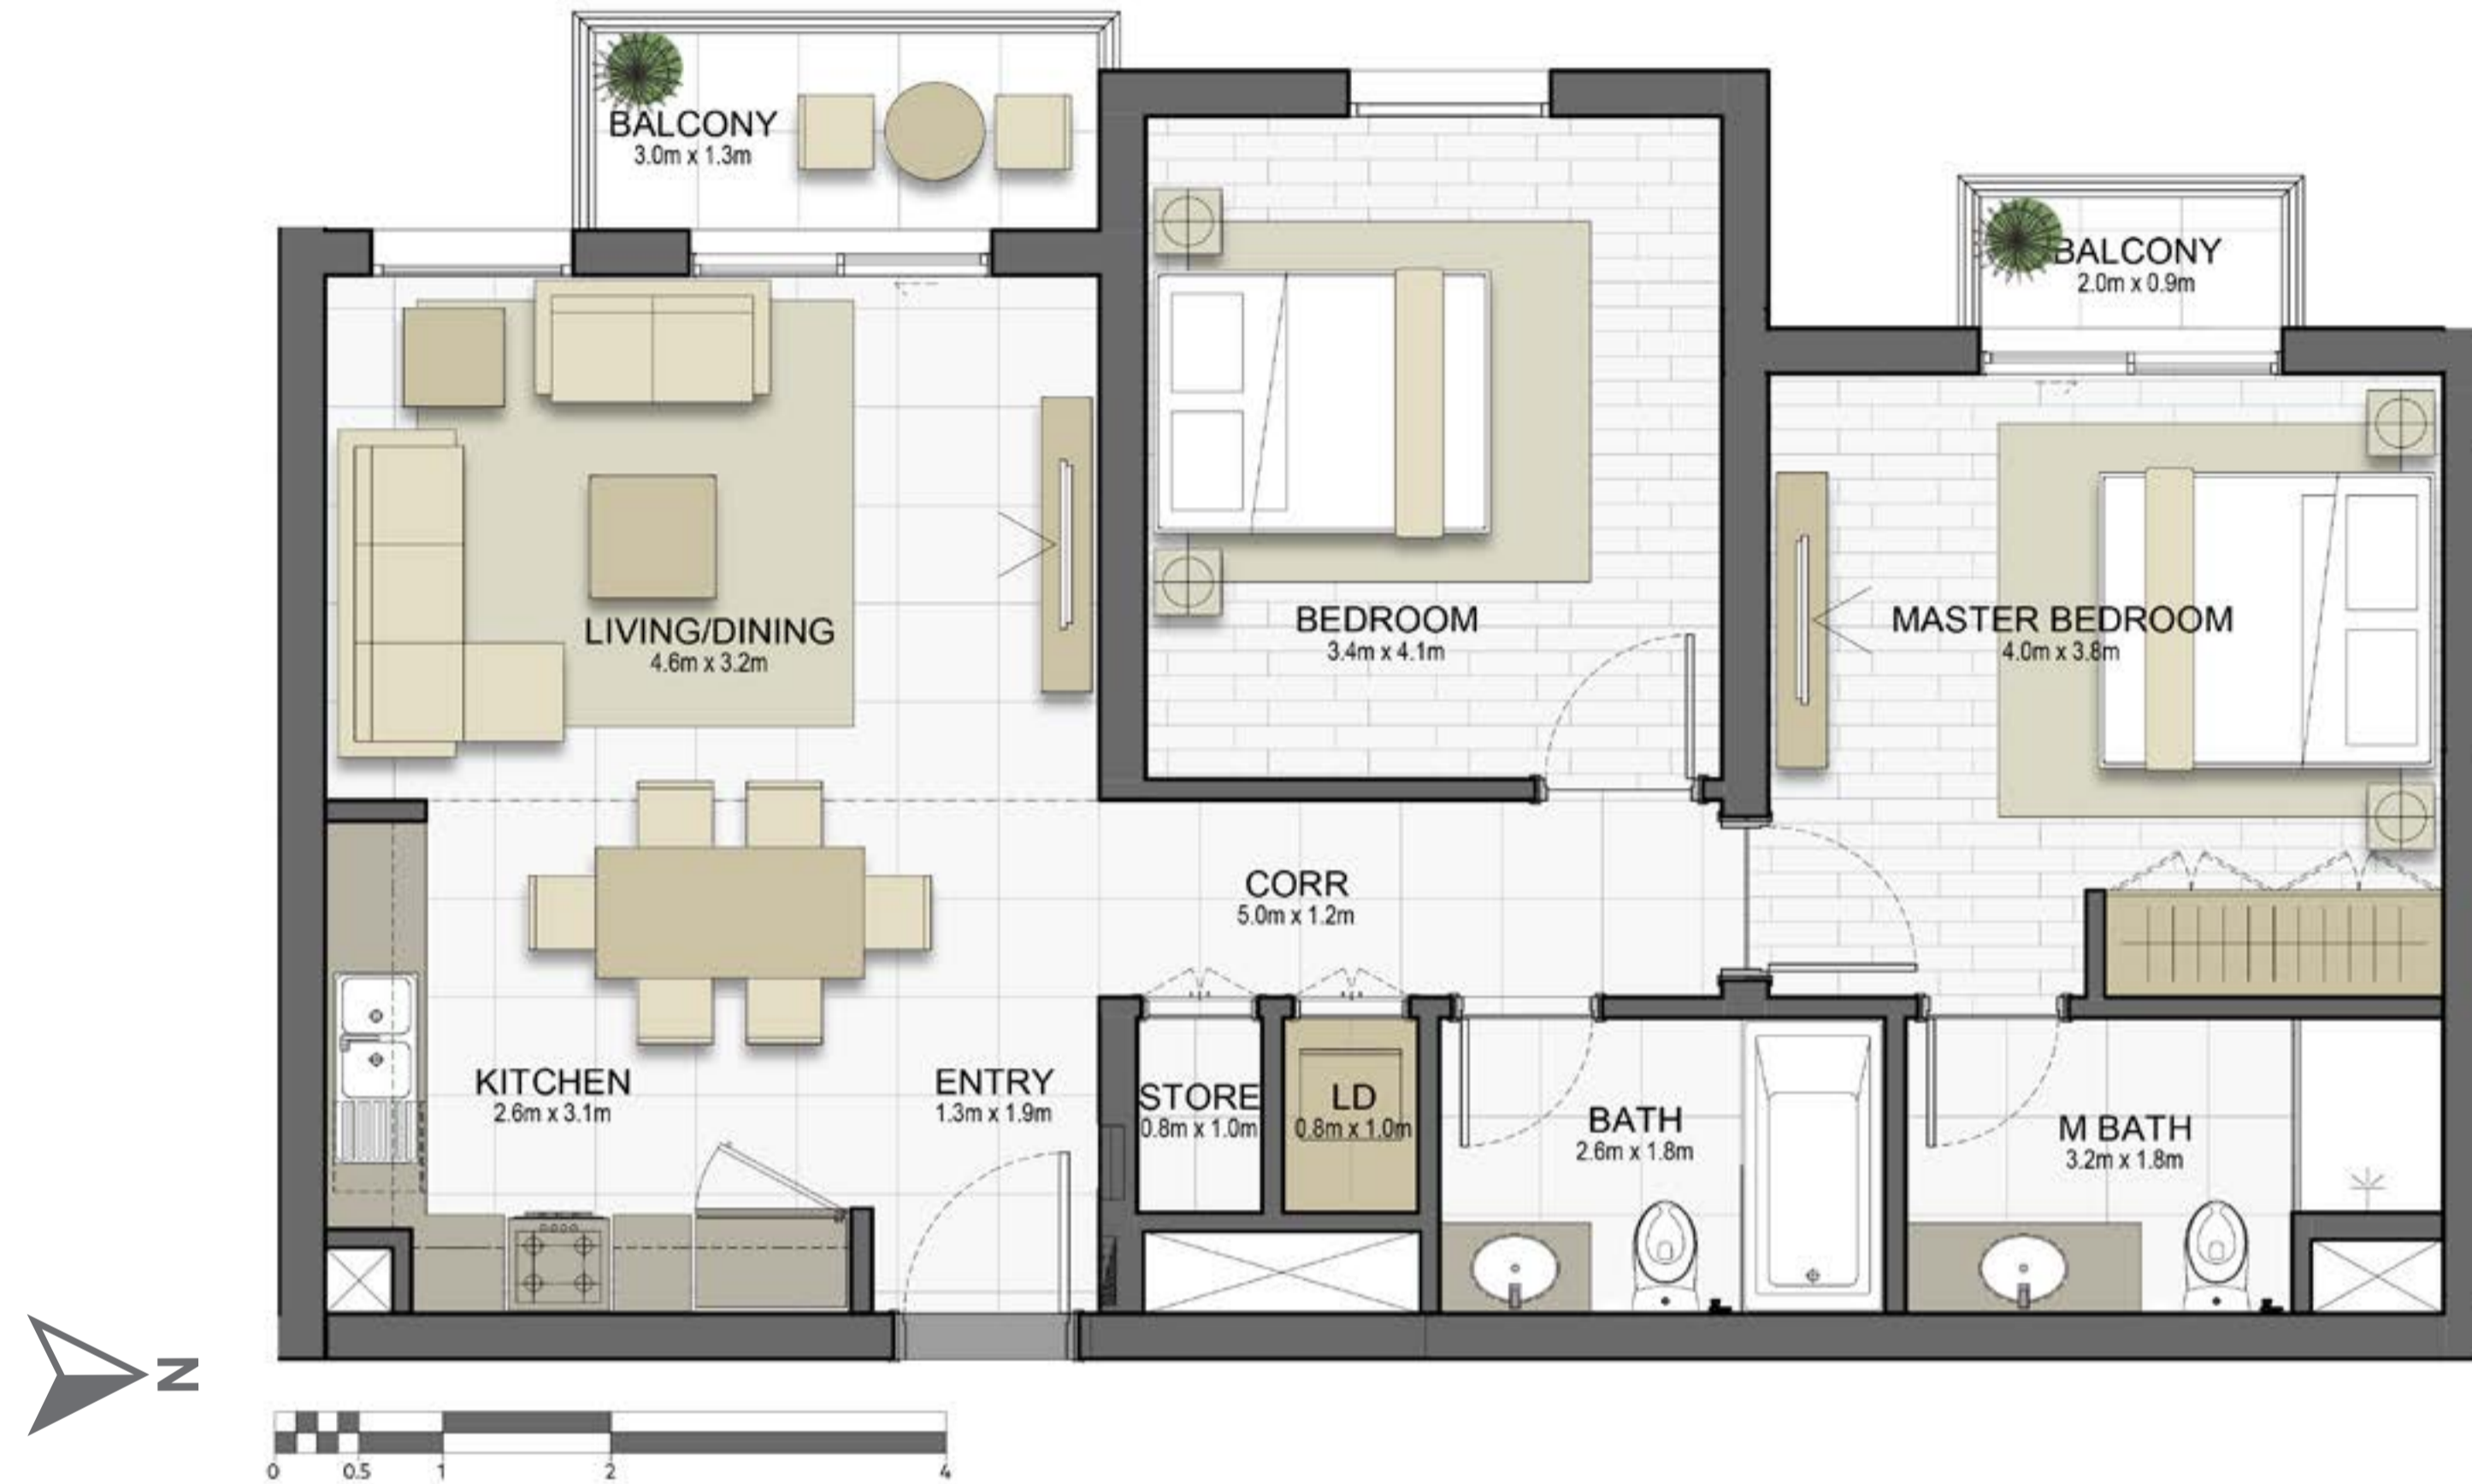 BALCONY
3.0m x 1.3m
BALCONY
2.0m x 0.9m
LIVING/DINING
4.6m x 3.2m
BEDROOM
3.4m x 4.1m
MASTER BEDROOM
4.0m x 3.8m
CORR
5.0m x 1.2m
KITCHEN
2.6m x 3.1m
ENTRY
1.3m x 1.9m
STORE
0.8m x 1.0m
LD
0.8m x 1.0m
BATH
2.6m x 1.8m
M BATH
3.2m x 1.8m
N
0 0.5 1 2 4